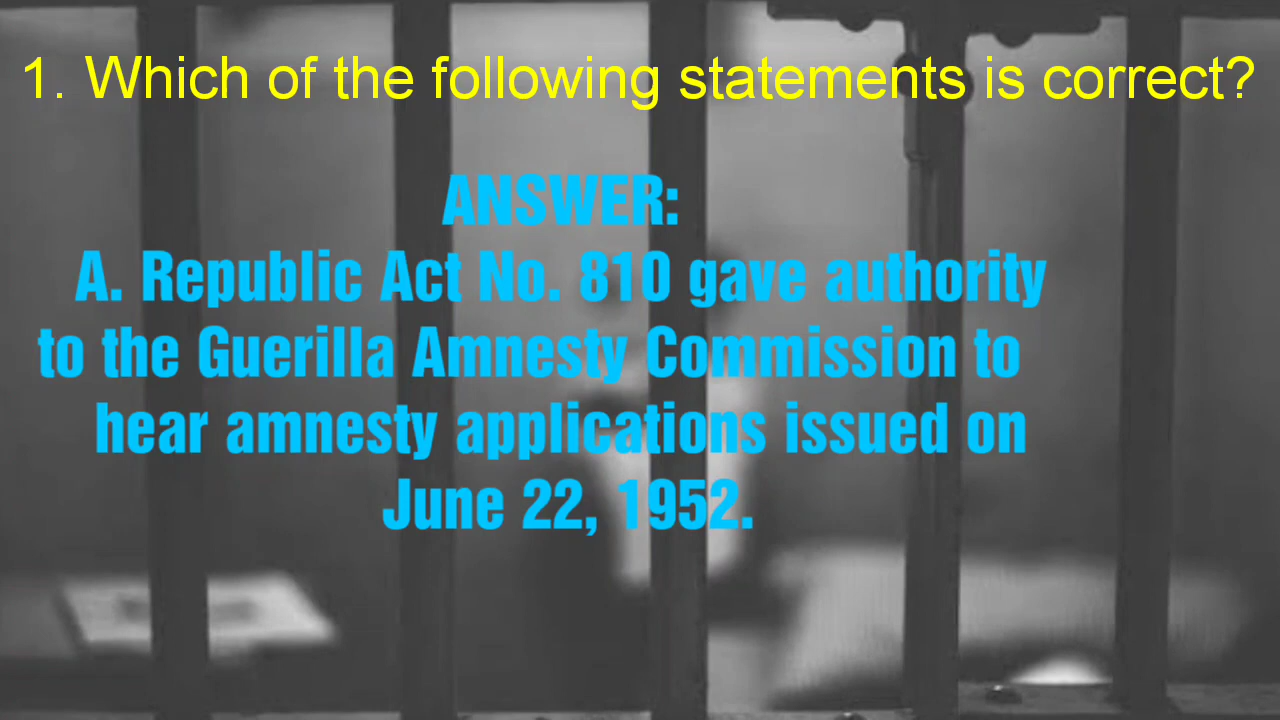 1. Which of the following statements is correct?
ANSWER:
A. Republic Act No. 810 gave authority
to the Guerilla Amnesty Commission to
hear amnesty applications issued on
June 22, 1952.